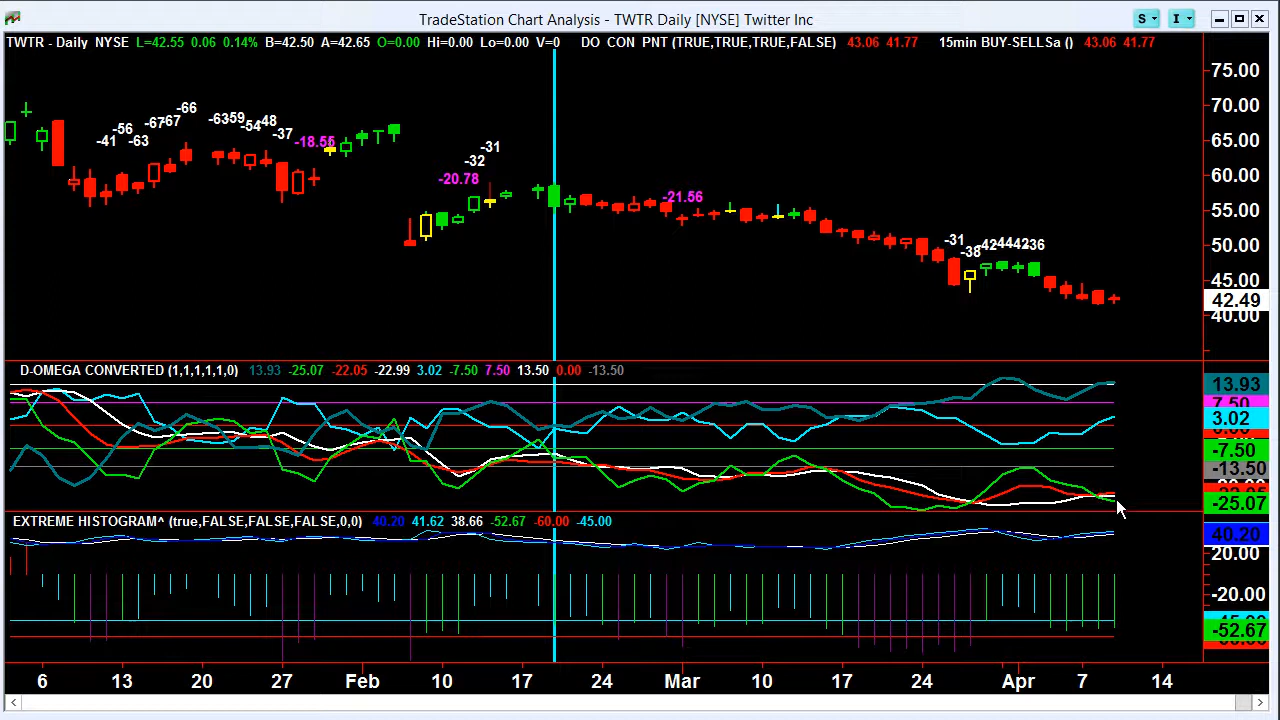 TradeStation Chart Analysis - TWTR Daily [NYSE] Twitter Inc
S I
TWTR - Daily NYSE L=42.55 0.06 0.14% B=42.50 A=42.65 O=0.00 Hi=0.00 Lo=0.00 V=0 DO CON PNT (TRUE,TRUE,TRUE,FALSE) 43.06 41.77 15min BUY-SELLSa () 43.06 41.77
75.00
70.00
65.00
60.00
55.00
50.00
45.00
42.49
40.00
-41 -56 -63 -67 -67 -66 -63 -59 -54 -48 -37 -18.55
-20.78 -32 -31 -21.56
-31 -38 -42 -44 -42 -36
D-OMEGA CONVERTED (1,1,1,1,1,0) 13.93 -25.07 -22.05 -22.99 3.02 -7.50 7.50 13.50 0.00 -13.50
13.93
7.50
3.02
-7.50
-13.50
-25.07
EXTREME HISTOGRAM^ (true,FALSE,FALSE,FALSE,0,0) 40.20 41.62 38.66 -52.67 -60.00 -45.00
40.20
20.00
-20.00
-52.67
6 13 20 27 Feb 10 17 24 Mar 10 17 24 Apr 7 14